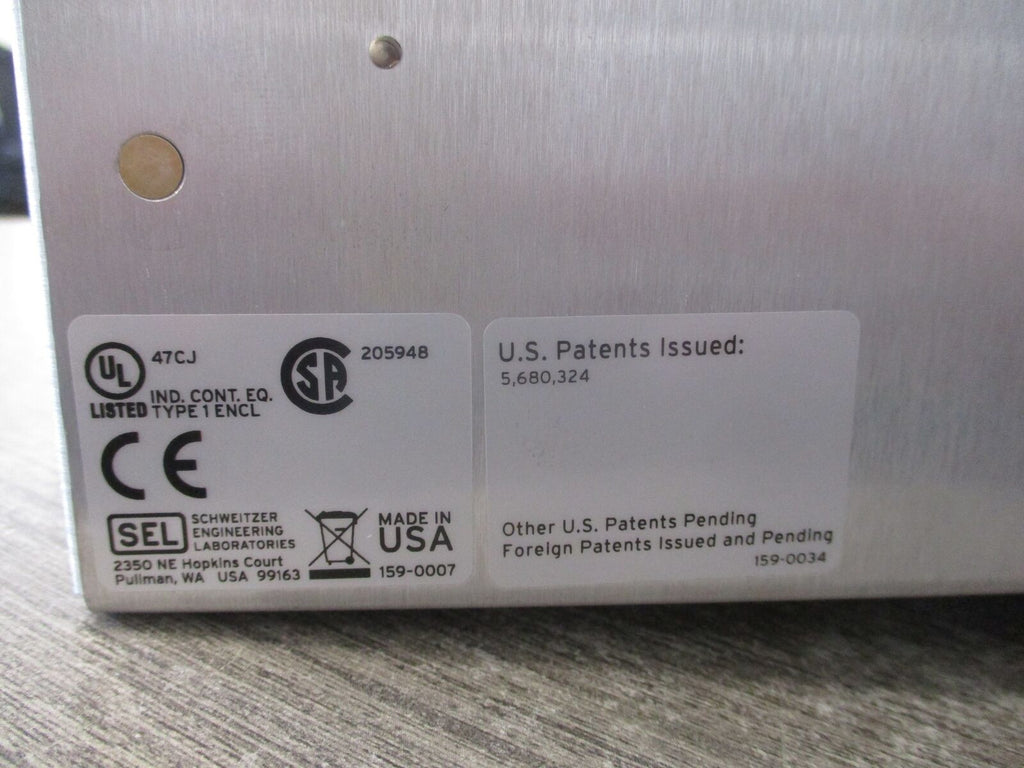 UL 47CJ
LISTED IND. CONT. EQ.
TYPE 1 ENCL
SA 205948
CE
SEL SCHWEITZER
ENGINEERING
LABORATORIES
2350 NE Hopkins Court
Pullman, WA USA 99163
MADE IN
USA
159-0007
U.S. Patents Issued:
5,680,324
Other U.S. Patents Pending
Foreign Patents Issued and Pending
159-0034